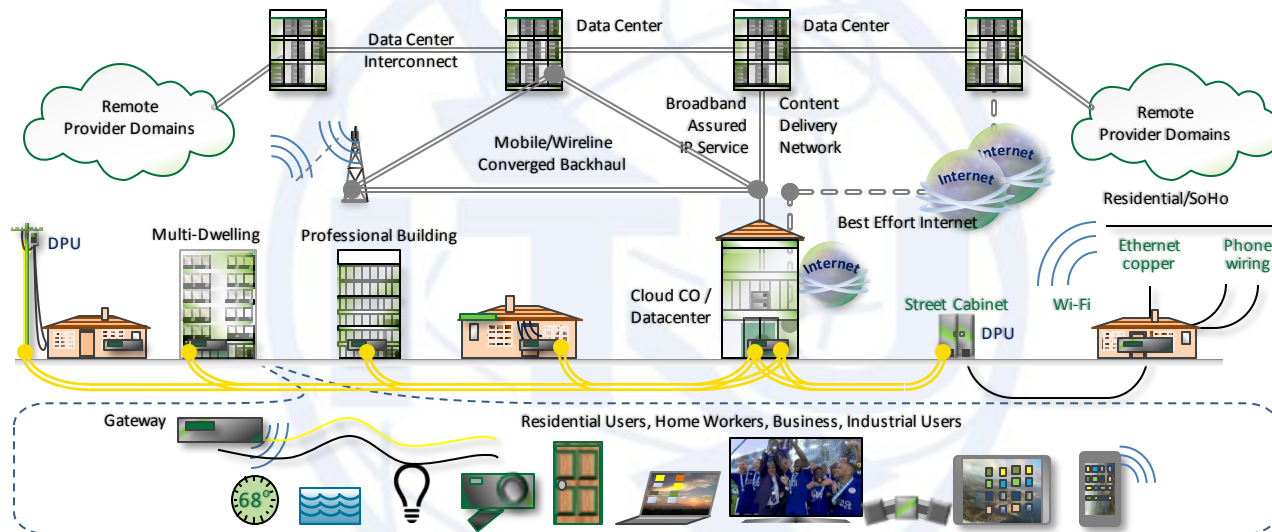 Data Center
Interconnect
Data Center
Data Center
Remote
Provider Domains
Broadband
Assured
IP Service
Content
Delivery
Network
Remote
Provider Domains
Mobile/Wireline
Converged Backhaul
Internet
Internet
Residential/SoHo
Best Effort Internet
DPU
Multi-Dwelling
Professional Building
Ethernet
copper
Phone
wiring
Internet
Cloud CO /
Datacenter
Street Cabinet
DPU
Wi-Fi
Gateway
Residential Users, Home Workers, Business, Industrial Users
68°
ITU